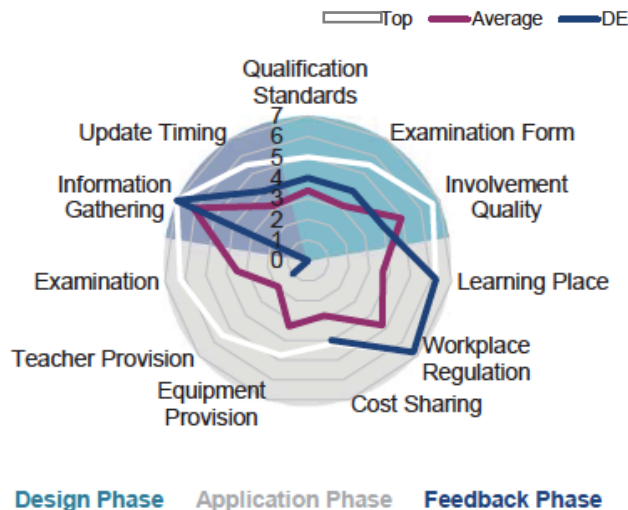 Top Average DE
Qualification
Standards
Update Timing
Examination Form
Information
Gathering
Involvement
Quality
7
6
5
4
3
2
1
0
Examination
Learning Place
Teacher Provision
Workplace
Regulation
Equipment
Provision
Cost Sharing
Design Phase Application Phase Feedback Phase